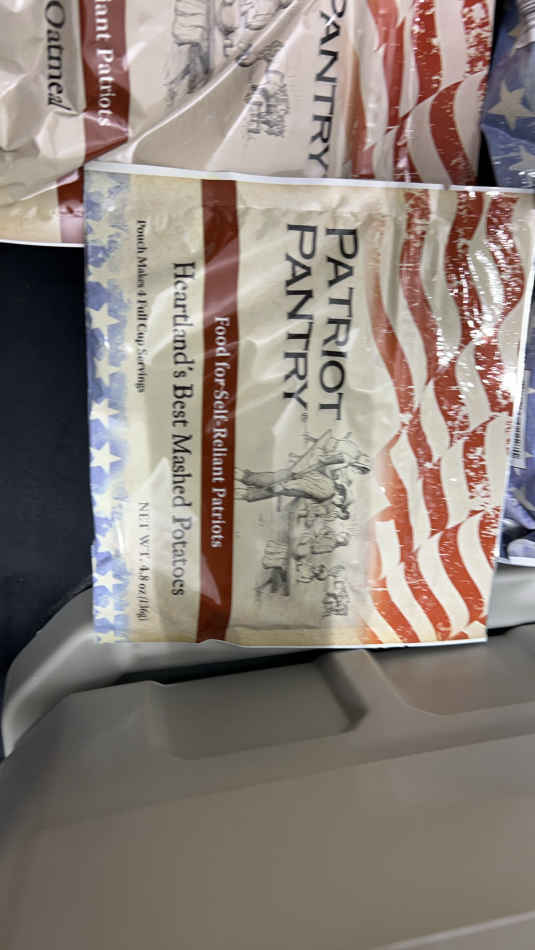 PATRIOT
PANTRY®
Food for Self-Reliant Patriots
Heartland's Best Mashed Potatoes
Pouch Makes 4 Full Cup Servings
NET WT. 4.8 oz (136g)
PANTRY
iant Patriots
Oatmeal